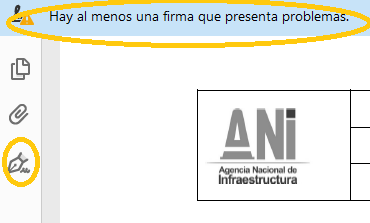 Hay al menos una firma que presenta problemas.
ANi
Agencia Nacional de
Infraestructura